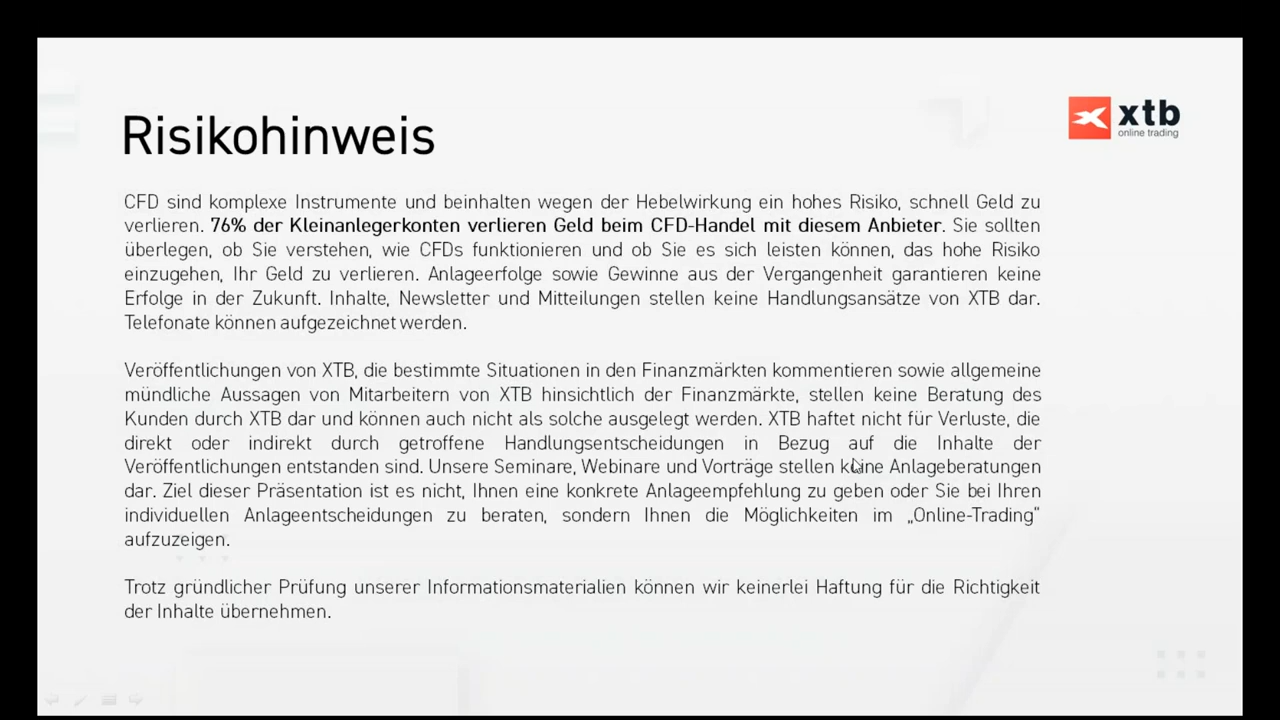 Risikohinweis
xtb
online trading
CFD sind komplexe Instrumente und beinhalten wegen der Hebelwirkung ein hohes Risiko, schnell Geld zu
verlieren. 76% der Kleinanlegerkonten verlieren Geld beim CFD-Handel mit diesem Anbieter. Sie sollten
überlegen, ob Sie verstehen, wie CFDs funktionieren und ob Sie es sich leisten können, das hohe Risiko
einzugehen, Ihr Geld zu verlieren. Anlageerfolge sowie Gewinne aus der Vergangenheit garantieren keine
Erfolge in der Zukunft. Inhalte, Newsletter und Mitteilungen stellen keine Handlungsansätze von XTB dar.
Telefonate können aufgezeichnet werden.
Veröffentlichungen von XTB, die bestimmte Situationen in den Finanzmärkten kommentieren sowie allgemeine
mündliche Aussagen von Mitarbeitern von XTB hinsichtlich der Finanzmärkte, stellen keine Beratung des
Kunden durch XTB dar und können auch nicht als solche ausgelegt werden. XTB haftet nicht für Verluste, die
direkt oder indirekt durch getroffene Handlungsentscheidungen in Bezug auf die Inhalte der
Veröffentlichungen entstanden sind. Unsere Seminare, Webinare und Vorträge stellen keine Anlageberatungen
dar. Ziel dieser Präsentation ist es nicht, Ihnen eine konkrete Anlageempfehlung zu geben oder Sie bei Ihren
individuellen Anlageentscheidungen zu beraten, sondern Ihnen die Möglichkeiten im „Online-Trading“
aufzuzeigen.
Trotz gründlicher Prüfung unserer Informationsmaterialien können wir keinerlei Haftung für die Richtigkeit
der Inhalte übernehmen.